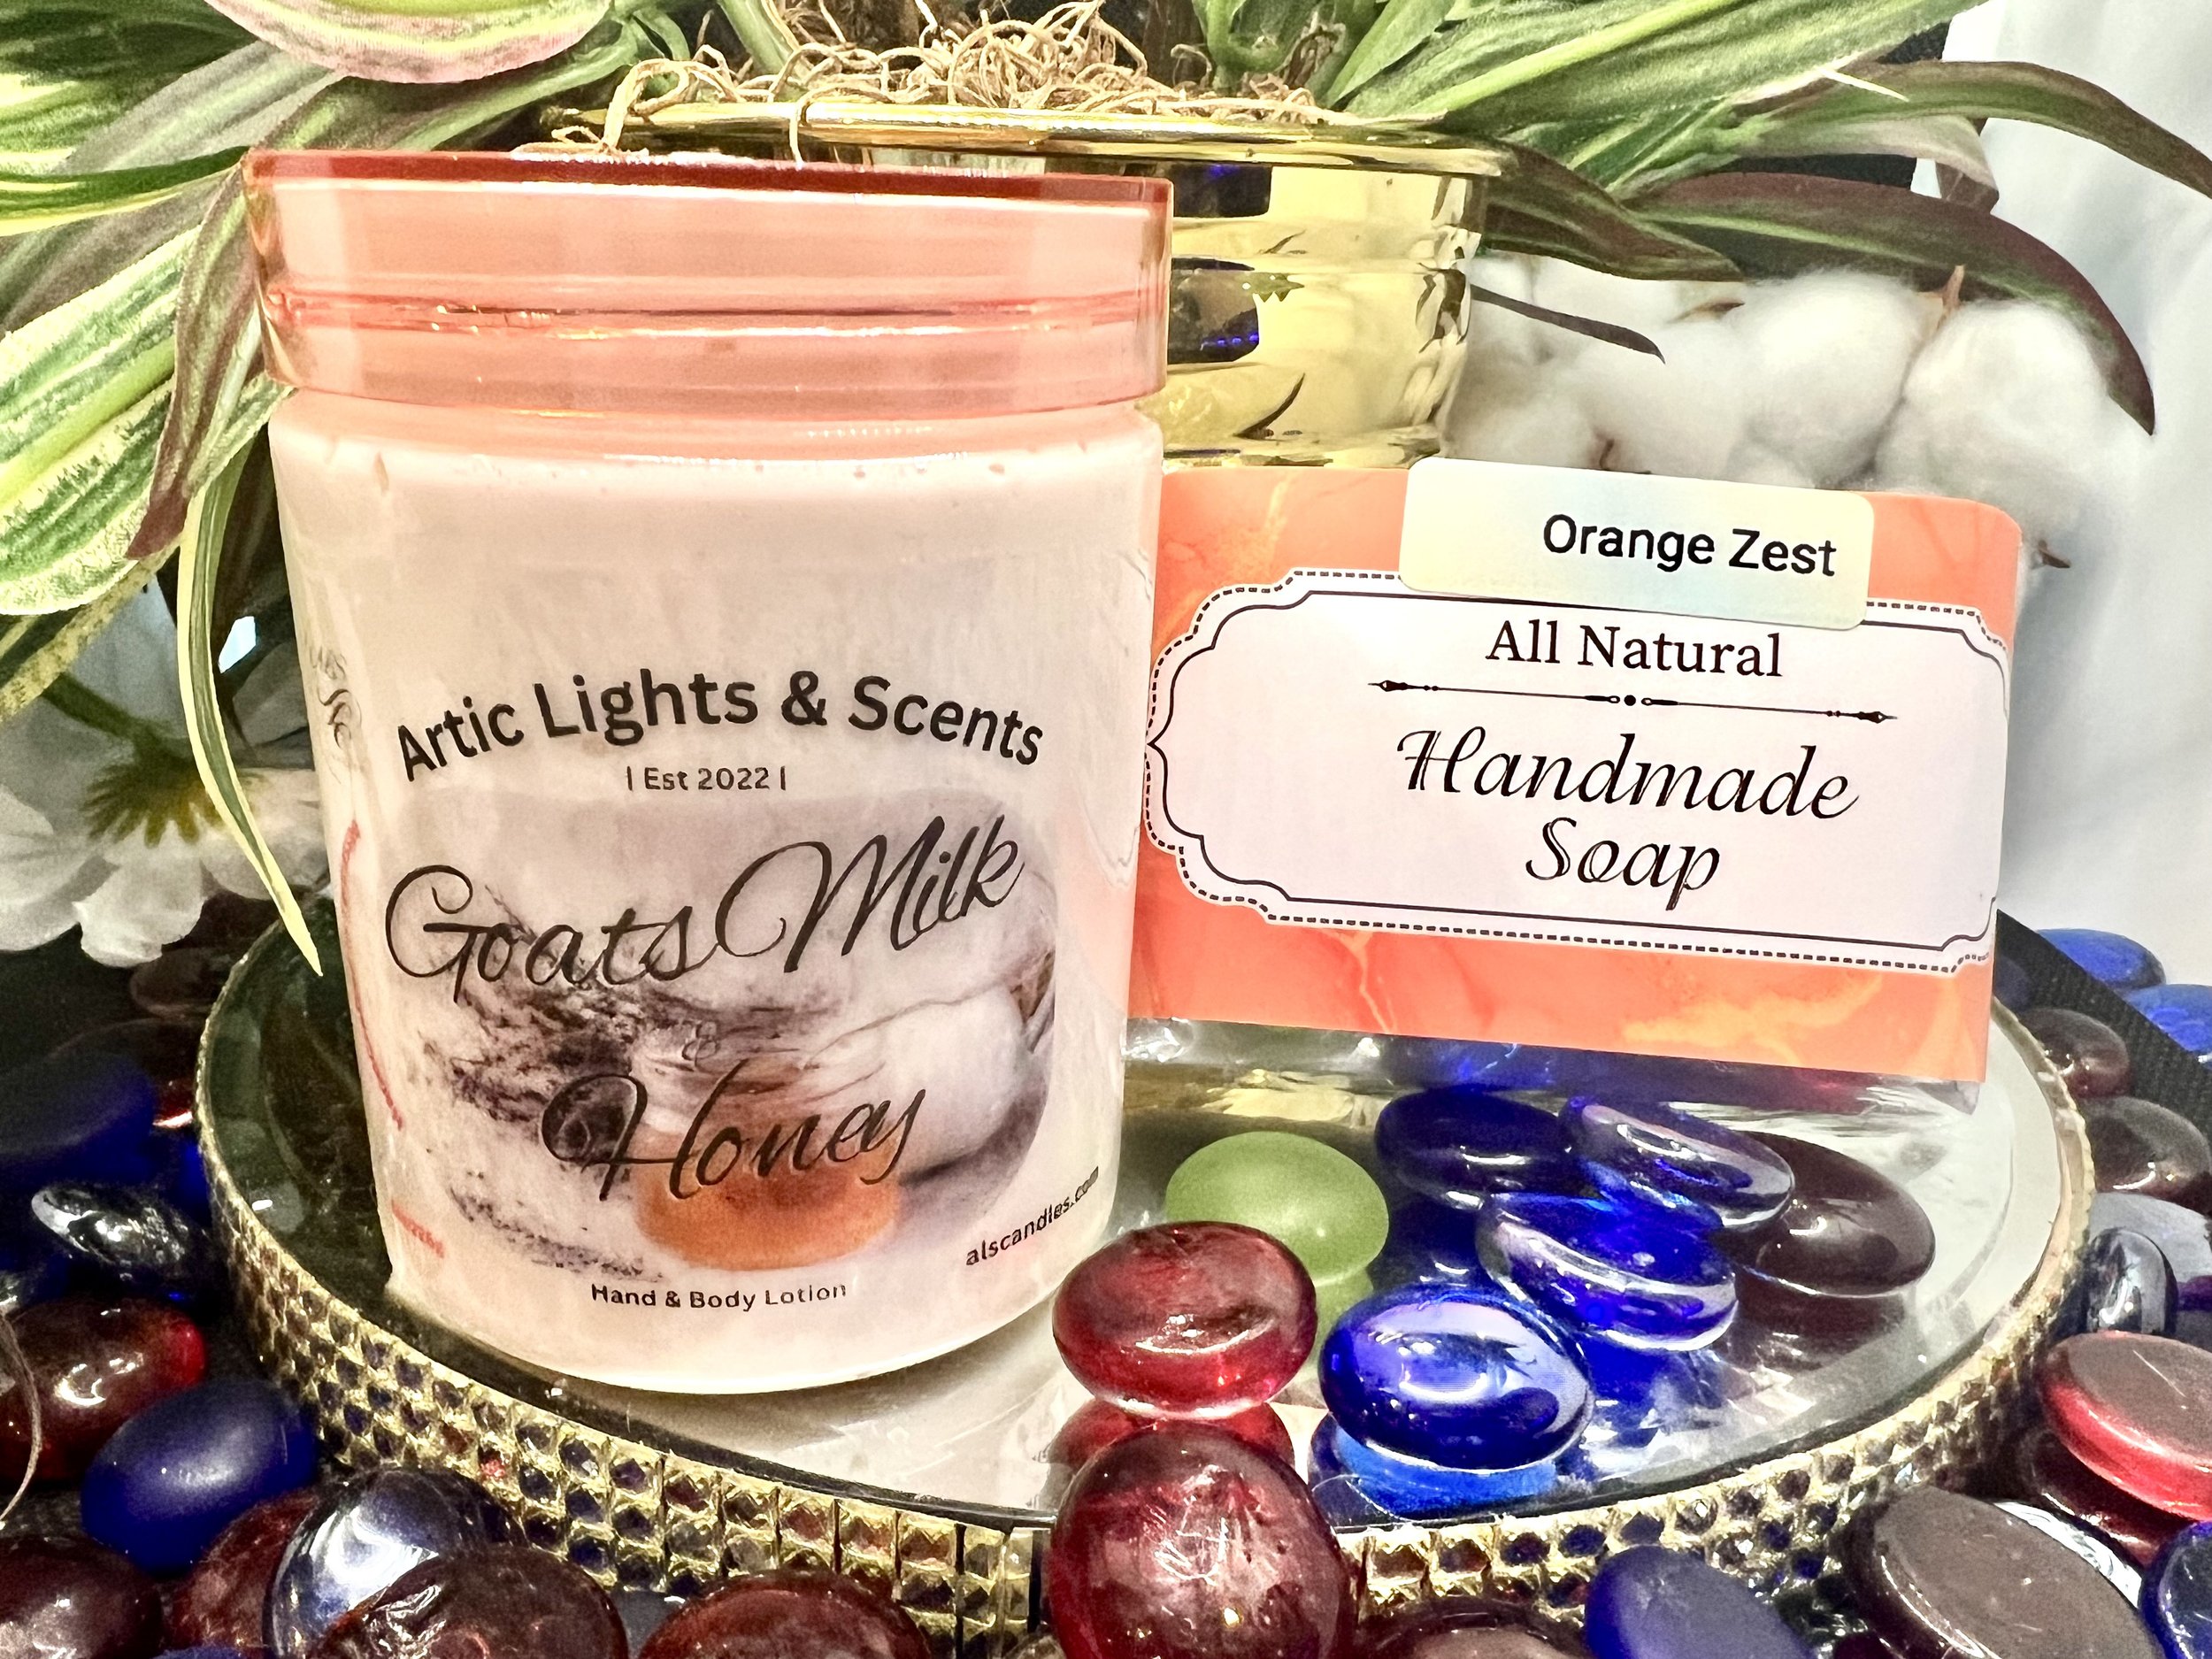 Artic Lights & Scents
| Est 2022 |
Goats Milk
&
Honey
Hand & Body Lotion
alscandles.com
Orange Zest
All Natural
Handmade
Soap